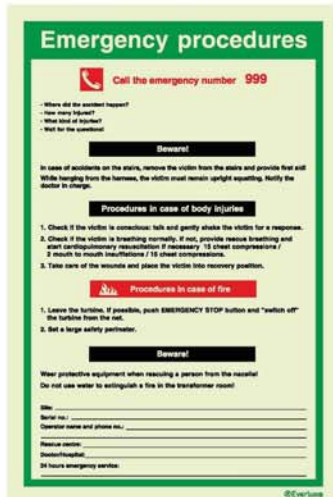 Emergency procedures
Call the emergency number 999
- Where did the accident happen?
- How many injured?
- What kind of injuries?
- Wait for the questions!
Beware!
In case of accidents on the stairs, remove the victim from the stairs and provide first aid!
While hanging from the harness, the victim must remain upright squatting. Notify the
doctor in charge.
Procedures in case of body injuries
1. Check if the victim is conscious: talk and gently shake the victim for a response.
2. Check if the victim is breathing normally. If not, provide rescue breathing and
start cardiopulmonary resuscitation if necessary 15 chest compressions /
2 mouth to mouth insufflations / 15 chest compressions.
3. Take care of the wounds and place the victim into recovery position.
Procedures in case of fire
1. Leave the turbine. If possible, push EMERGENCY STOP button and "switch off"
the turbine from the net.
2. Set a large safety perimeter.
Beware!
Wear protective equipment when rescuing a person from the nacelle!
Do not use water to extinguish a fire in the transformer room!
Site:
Serial no.:
Operator name and phone no.:
Rescue centre:
Doctor/Hospital:
24 hours emergency service:
@Everluxe